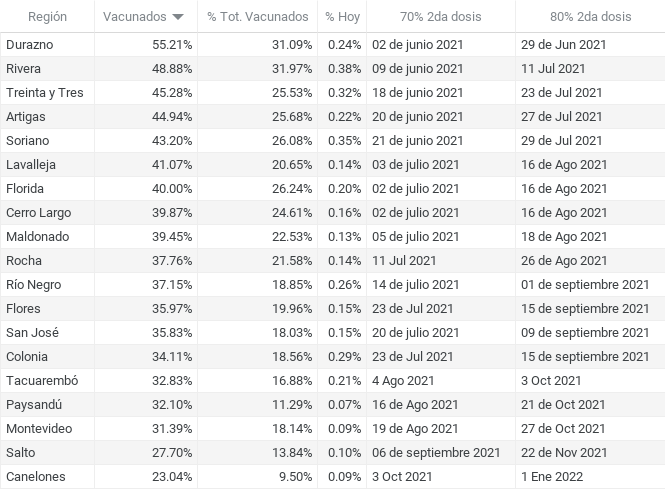 Región Vacunados % Tot. Vacunados % Hoy 70% 2da dosis 80% 2da dosis
Durazno 55.21% 31.09% 0.24% 02 de junio 2021 29 de Jun 2021
Rivera 48.88% 31.97% 0.38% 09 de junio 2021 11 Jul 2021
Treinta y Tres 45.28% 25.53% 0.32% 18 de junio 2021 23 de Jul 2021
Artigas 44.94% 25.68% 0.22% 20 de junio 2021 27 de Jul 2021
Soriano 43.20% 26.08% 0.35% 21 de junio 2021 29 de Jul 2021
Lavalleja 41.07% 20.65% 0.14% 03 de julio 2021 16 de Ago 2021
Florida 40.00% 26.24% 0.20% 02 de julio 2021 16 de Ago 2021
Cerro Largo 39.87% 24.61% 0.16% 02 de julio 2021 16 de Ago 2021
Maldonado 39.45% 22.53% 0.13% 05 de julio 2021 18 de Ago 2021
Rocha 37.76% 21.58% 0.14% 11 Jul 2021 26 de Ago 2021
Río Negro 37.15% 18.85% 0.26% 14 de julio 2021 01 de septiembre 2021
Flores 35.97% 19.96% 0.15% 23 de Jul 2021 15 de septiembre 2021
San José 35.83% 18.03% 0.15% 20 de julio 2021 09 de septiembre 2021
Colonia 34.11% 18.56% 0.29% 23 de Jul 2021 15 de septiembre 2021
Tacuarembó 32.83% 16.88% 0.21% 4 Ago 2021 3 Oct 2021
Paysandú 32.10% 11.29% 0.07% 16 de Ago 2021 21 de Oct 2021
Montevideo 31.39% 18.14% 0.09% 19 de Ago 2021 27 de Oct 2021
Salto 27.70% 13.84% 0.10% 06 de septiembre 2021 22 de Nov 2021
Canelones 23.04% 9.50% 0.09% 3 Oct 2021 1 Ene 2022